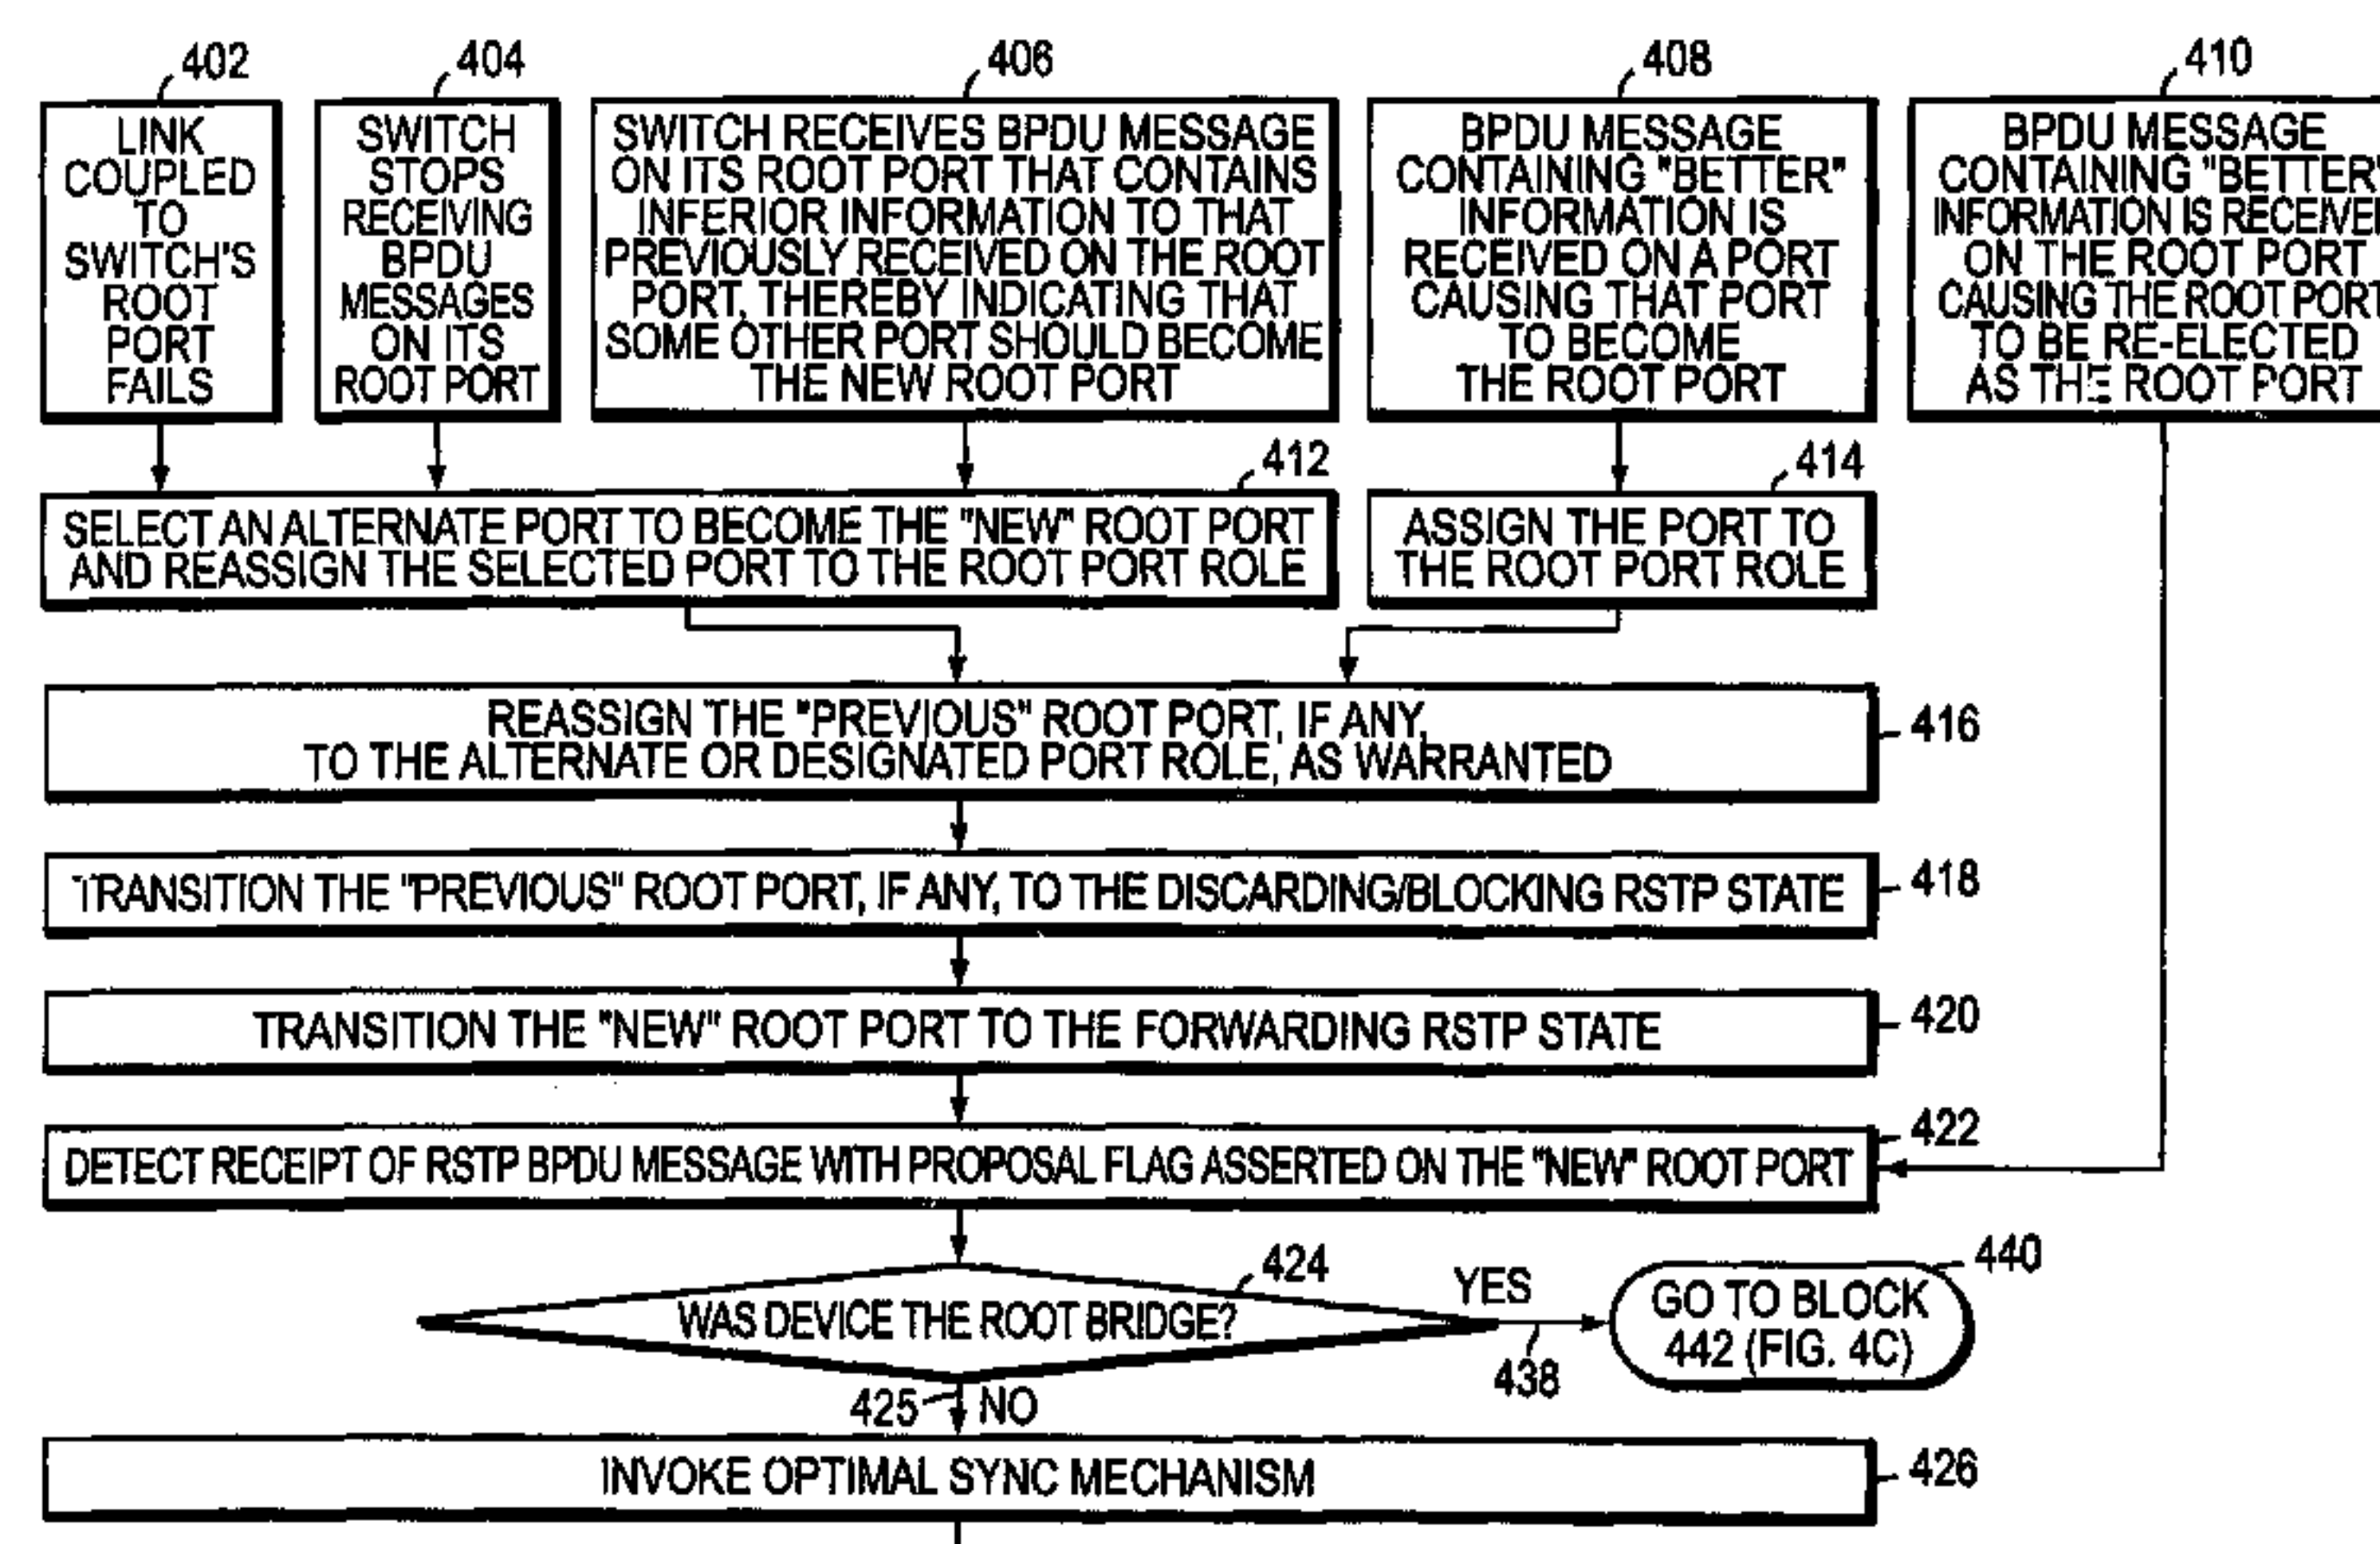 402
LINK
COUPLED
TO
SWITCH'S
ROOT
PORT
FAILS
404
SWITCH
STOPS
RECEIVING
BPDU
MESSAGES
ON ITS
ROOT PORT
406
SWITCH RECEIVES BPDU MESSAGE
ON ITS ROOT PORT THAT CONTAINS
INFERIOR INFORMATION TO THAT
PREVIOUSLY RECEIVED ON THE ROOT
PORT, THEREBY INDICATING THAT
SOME OTHER PORT SHOULD BECOME
THE NEW ROOT PORT
408
BPDU MESSAGE
CONTAINING "BETTER"
INFORMATION IS
RECEIVED ON A PORT
CAUSING THAT PORT
TO BECOME
THE ROOT PORT
410
BPDU MESSAGE
CONTAINING "BETTER"
INFORMATION IS RECEIVED
ON THE ROOT PORT
CAUSING THE ROOT PORT
TO BE RE-ELECTED
AS THE ROOT PORT
412
SELECT AN ALTERNATE PORT TO BECOME THE "NEW" ROOT PORT
AND REASSIGN THE SELECTED PORT TO THE ROOT PORT ROLE
414
ASSIGN THE PORT TO
THE ROOT PORT ROLE
REASSIGN THE "PREVIOUS" ROOT PORT, IF ANY,
TO THE ALTERNATE OR DESIGNATED PORT ROLE, AS WARRANTED
416
TRANSITION THE "PREVIOUS" ROOT PORT, IF ANY, TO THE DISCARDING/BLOCKING RSTP STATE
418
TRANSITION THE "NEW" ROOT PORT TO THE FORWARDING RSTP STATE
420
DETECT RECEIPT OF RSTP BPDU MESSAGE WITH PROPOSAL FLAG ASSERTED ON THE "NEW" ROOT PORT
422
424
WAS DEVICE THE ROOT BRIDGE?
YES
438
440
GO TO BLOCK
442 (FIG. 4C)
425
NO
INVOKE OPTIMAL SYNC MECHANISM
426